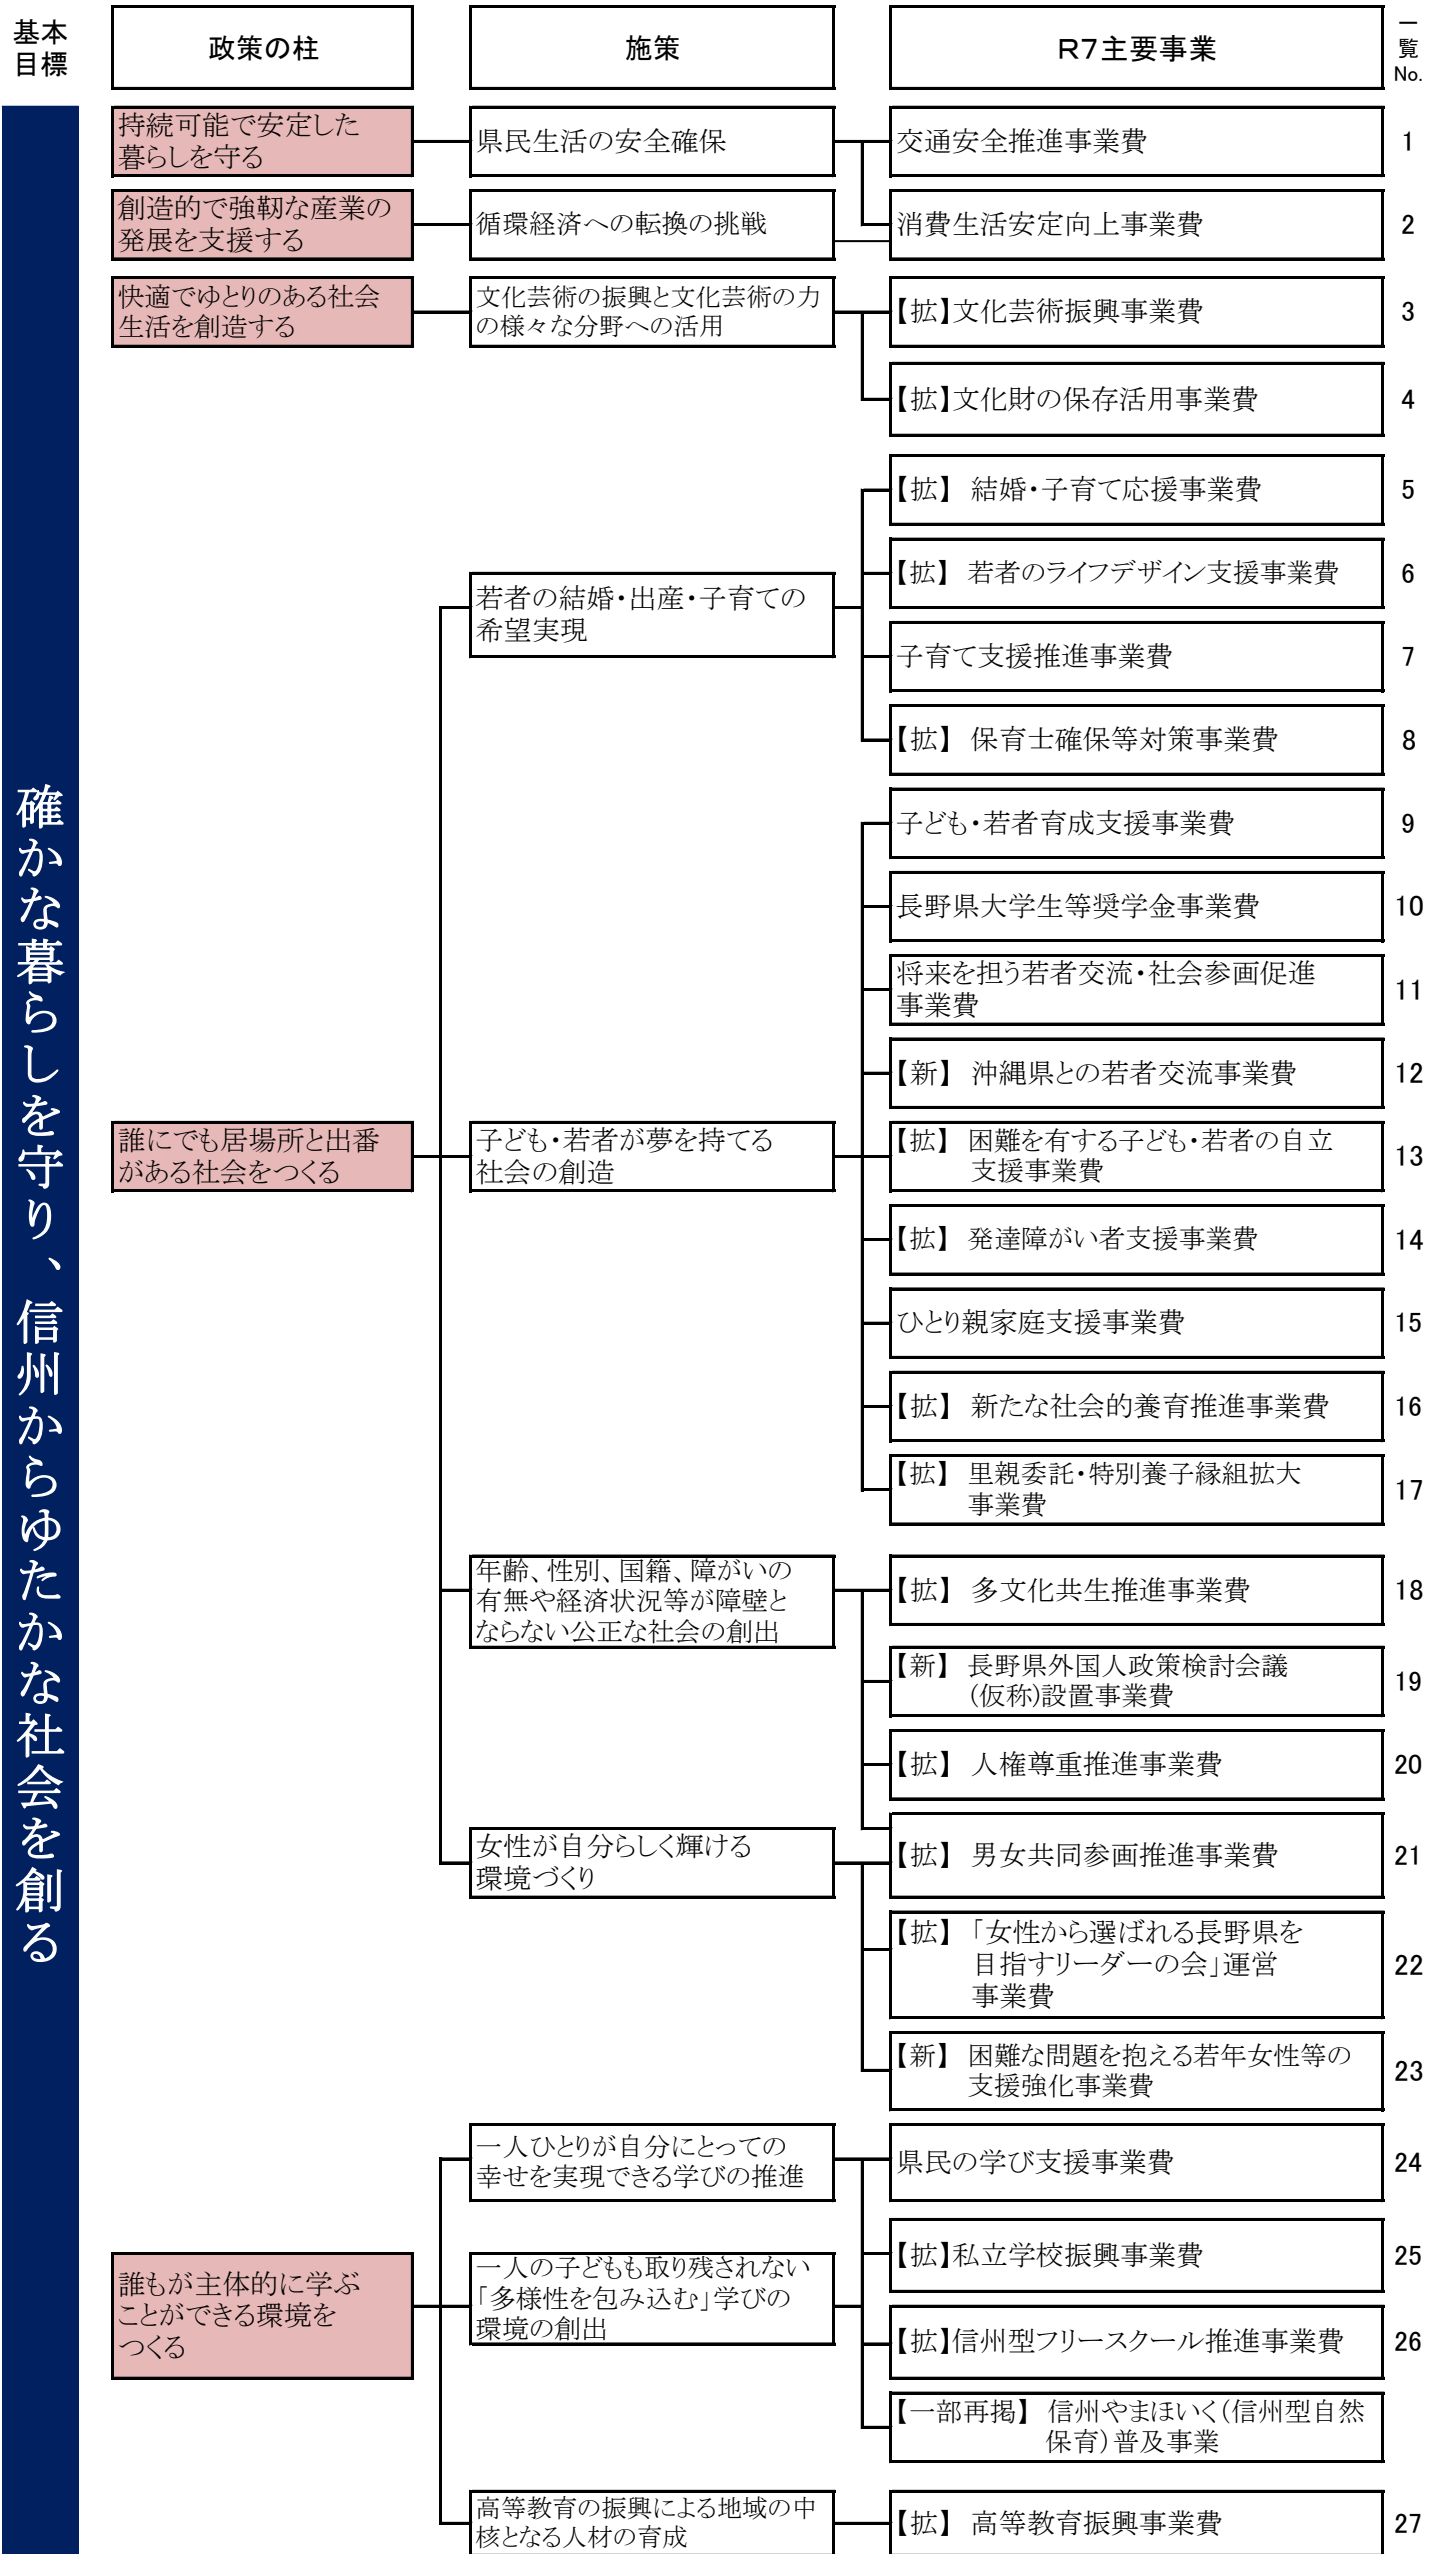 基本
目標
政策の柱
施策
R7主要事業
一
覧
No.
確かな暮らしを守り、信州からゆたかな社会を創る
持続可能で安定した
暮らしを守る
県民生活の安全確保
交通安全推進事業費
1
創造的で強靭な産業の
発展を支援する
循環経済への転換の挑戦
消費生活安定向上事業費
2
快適でゆとりのある社会
生活を創造する
文化芸術の振興と文化芸術の力
の様々な分野への活用
【拡】文化芸術振興事業費
3
【拡】文化財の保存活用事業費
4
【拡】 結婚・子育て応援事業費
5
【拡】 若者のライフデザイン支援事業費
6
若者の結婚・出産・子育ての
希望実現
子育て支援推進事業費
7
【拡】 保育士確保等対策事業費
8
子ども・若者育成支援事業費
9
長野県大学生等奨学金事業費
10
将来を担う若者交流・社会参画促進
事業費
11
【新】 沖縄県との若者交流事業費
12
誰にでも居場所と出番
がある社会をつくる
子ども・若者が夢を持てる
社会の創造
【拡】 困難を有する子ども・若者の自立
支援事業費
13
【拡】 発達障がい者支援事業費
14
ひとり親家庭支援事業費
15
【拡】 新たな社会的養育推進事業費
16
【拡】 里親委託・特別養子縁組拡大
事業費
17
年齢、性別、国籍、障がいの
有無や経済状況等が障壁と
ならない公正な社会の創出
【拡】 多文化共生推進事業費
18
【新】 長野県外国人政策検討会議
(仮称)設置事業費
19
【拡】 人権尊重推進事業費
20
女性が自分らしく輝ける
環境づくり
【拡】 男女共同参画推進事業費
21
【拡】 「女性から選ばれる長野県を
目指すリーダーの会」運営
事業費
22
【新】 困難な問題を抱える若年女性等の
支援強化事業費
23
一人ひとりが自分にとっての
幸せを実現できる学びの推進
県民の学び支援事業費
24
【拡】私立学校振興事業費
25
誰もが主体的に学ぶ
ことができる環境を
つくる
一人の子どもも取り残されない
「多様性を包み込む」学びの
環境の創出
【拡】信州型フリースクール推進事業費
26
【一部再掲】 信州やまほいく(信州型自然
保育)普及事業
高等教育の振興による地域の中
核となる人材の育成
【拡】 高等教育振興事業費
27